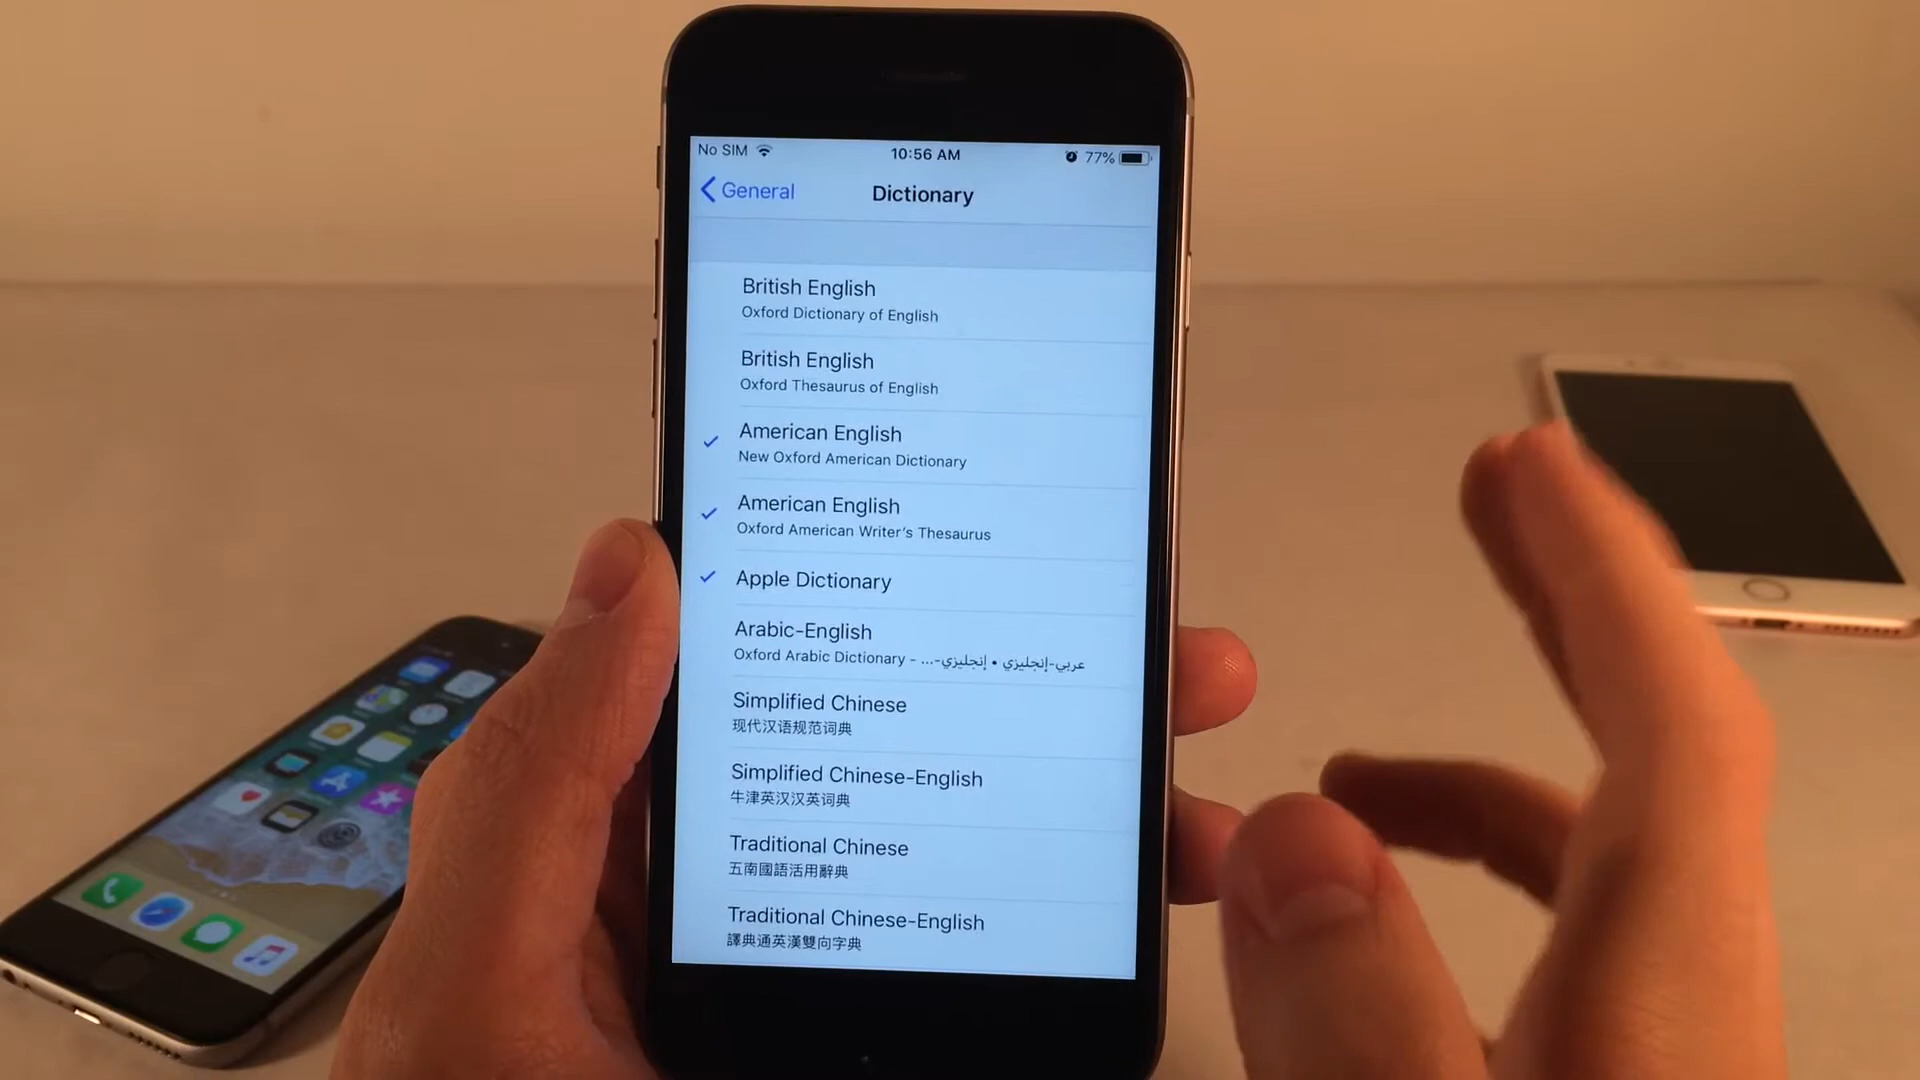 No SIM 10:56 AM 77%
General Dictionary
British English
Oxford Dictionary of English
British English
Oxford Thesaurus of English
American English
New Oxford American Dictionary
American English
Oxford American Writer's Thesaurus
Apple Dictionary
Arabic-English
Oxford Arabic Dictionary - عربي-إنجليزي • إنجليزي-...
Simplified Chinese
现代汉语规范词典
Simplified Chinese-English
牛津英汉汉英词典
Traditional Chinese
五南國語活用辭典
Traditional Chinese-English
譯典通英漢雙向字典